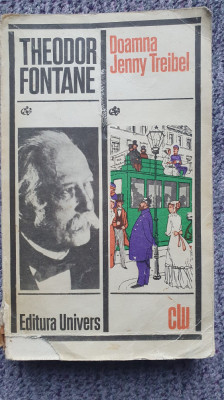 THEODOR
FONTANE
Doamna
Jenny Treibel
Editura Univers
clu